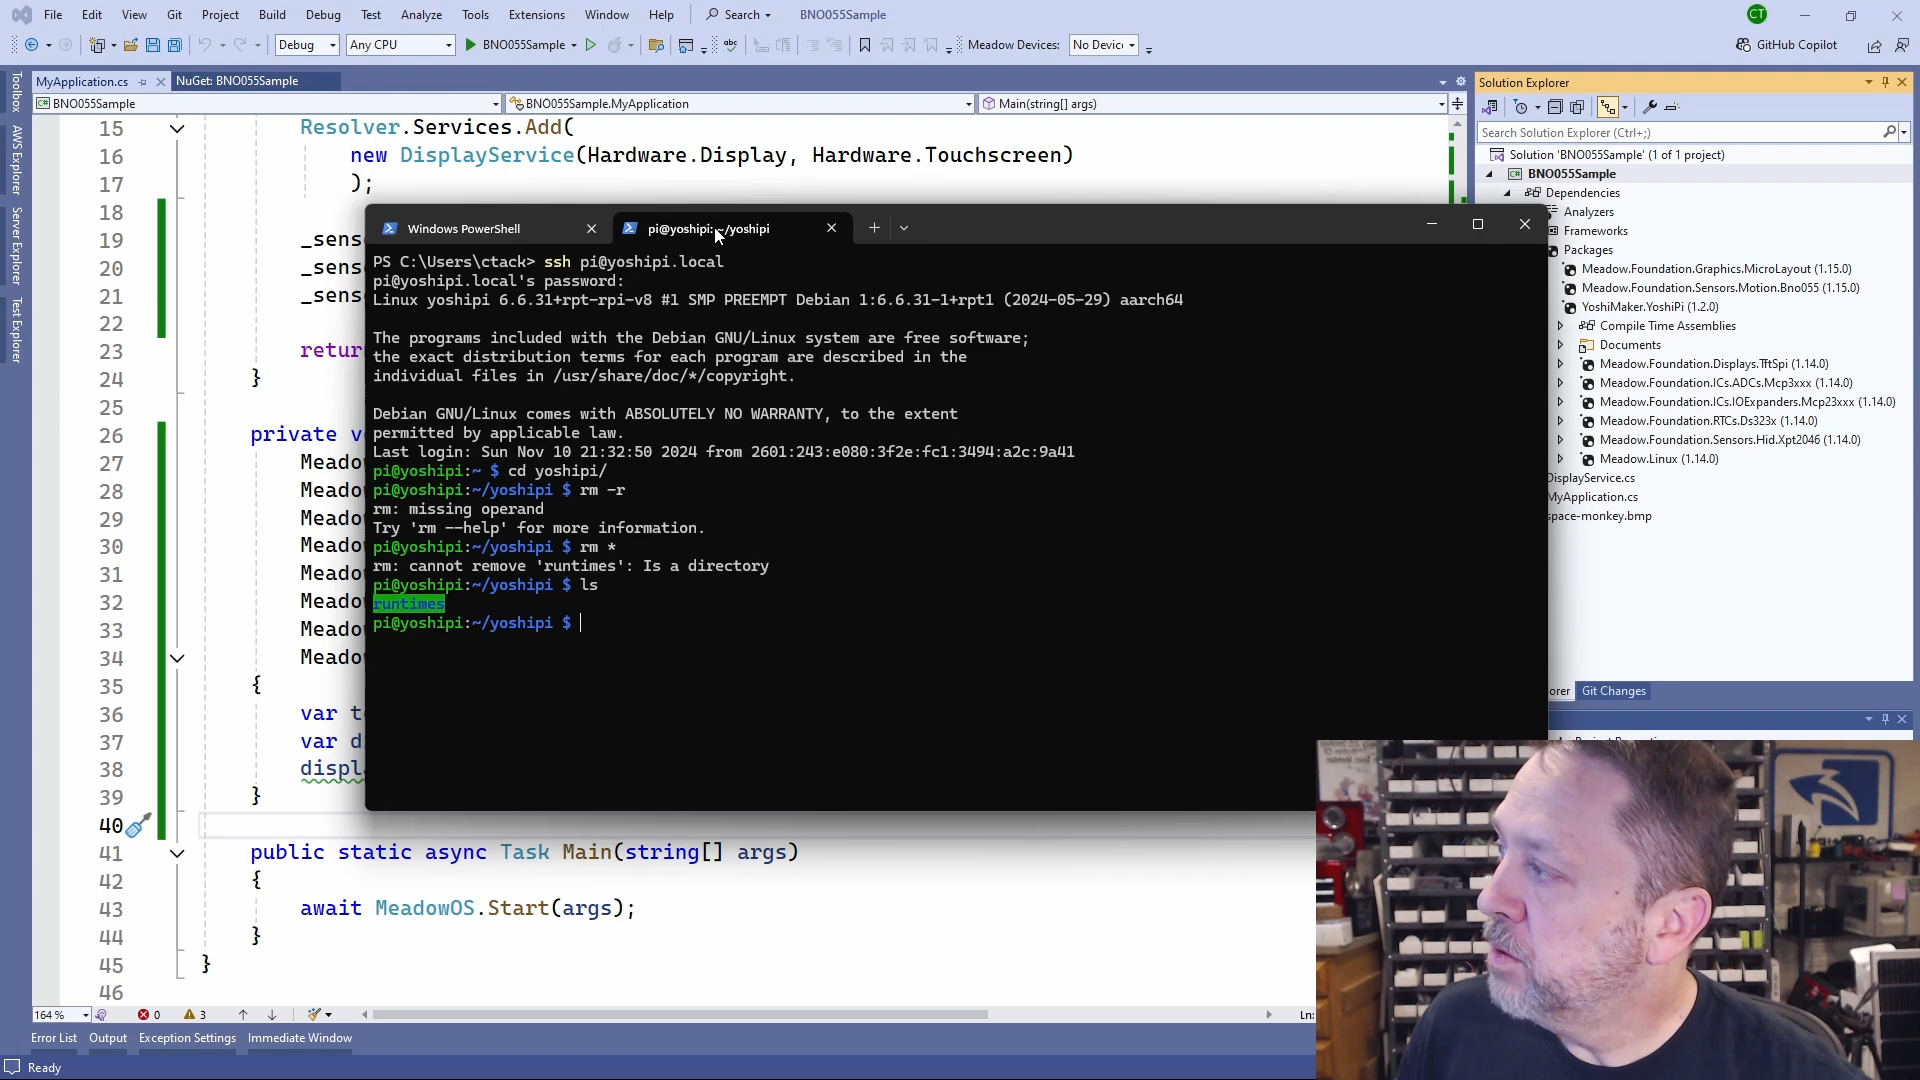 File Edit View Git Project Build Debug Test Analyze Tools Extensions Window Help Search BNO055Sample CT
Debug Any CPU BNO055Sample Meadow Devices: No Devic GitHub Copilot
MyApplication.cs NuGet: BNO055Sample
BNO055Sample BNO055Sample.MyApplication Main(string[] args)
Toolbox
AWS Explorer
Server Explorer
Test Explorer
15 Resolver.Services.Add(
16 new DisplayService(Hardware.Display, Hardware.Touchscreen)
17 );
18
19 _sens
20 _sens
21 _sens
22
23 retur
24 }
25
26 private v
27 Meado
28 Meado
29 Meado
30 Meado
31 Meado
32 Meado
33 Meado
34 Meado
35 {
36 var t
37 var d
38 displ
39 }
40
41 public static async Task Main(string[] args)
42 {
43 await MeadowOS.Start(args);
44 }
45 }
46
Windows PowerShell pi@yoshipi: ~/yoshipi
PS C:\Users\ctack> ssh pi@yoshipi.local
pi@yoshipi.local's password:
Linux yoshipi 6.6.31+rpt-rpi-v8 #1 SMP PREEMPT Debian 1:6.6.31-1+rpt1 (2024-05-29) aarch64
The programs included with the Debian GNU/Linux system are free software;
the exact distribution terms for each program are described in the
individual files in /usr/share/doc/*/copyright.
Debian GNU/Linux comes with ABSOLUTELY NO WARRANTY, to the extent
permitted by applicable law.
Last login: Sun Nov 10 21:32:50 2024 from 2601:243:e080:3f2e:fc1:3494:a2c:9a41
pi@yoshipi:~ $ cd yoshipi/
pi@yoshipi:~/yoshipi $ rm -r
rm: missing operand
Try 'rm --help' for more information.
pi@yoshipi:~/yoshipi $ rm *
rm: cannot remove 'runtimes': Is a directory
pi@yoshipi:~/yoshipi $ ls
runtimes
pi@yoshipi:~/yoshipi $
Solution Explorer
Search Solution Explorer (Ctrl+;)
Solution 'BNO055Sample' (1 of 1 project)
BNO055Sample
Dependencies
Analyzers
Frameworks
Packages
Meadow.Foundation.Graphics.MicroLayout (1.15.0)
Meadow.Foundation.Sensors.Motion.Bno055 (1.15.0)
YoshiMaker.YoshiPi (1.2.0)
Compile Time Assemblies
Documents
Meadow.Foundation.Displays.TftSpi (1.14.0)
Meadow.Foundation.ICs.ADCs.Mcp3xxx (1.14.0)
Meadow.Foundation.ICs.IOExpanders.Mcp23xxx (1.14.0)
Meadow.Foundation.RTCs.Ds323x (1.14.0)
Meadow.Foundation.Sensors.Hid.Xpt2046 (1.14.0)
Meadow.Linux (1.14.0)
DisplayService.cs
MyApplication.cs
space-monkey.bmp
orer Git Changes
164 % 0 3 Ln:
Error List Output Exception Settings Immediate Window
Ready